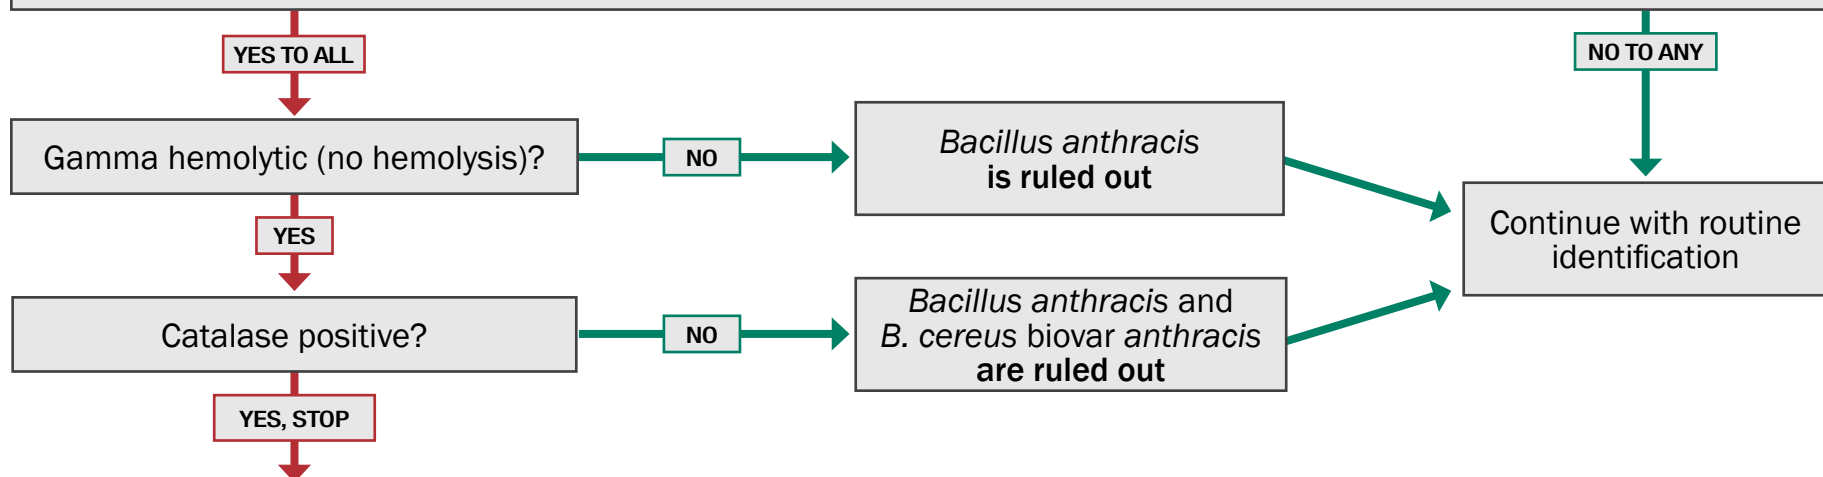 YES TO ALL
NO TO ANY
Gamma hemolytic (no hemolysis)?
NO
Bacillus anthracis
is ruled out
YES
Continue with routine
identification
Catalase positive?
NO
Bacillus anthracis and
B. cereus biovar anthracis
are ruled out
YES, STOP